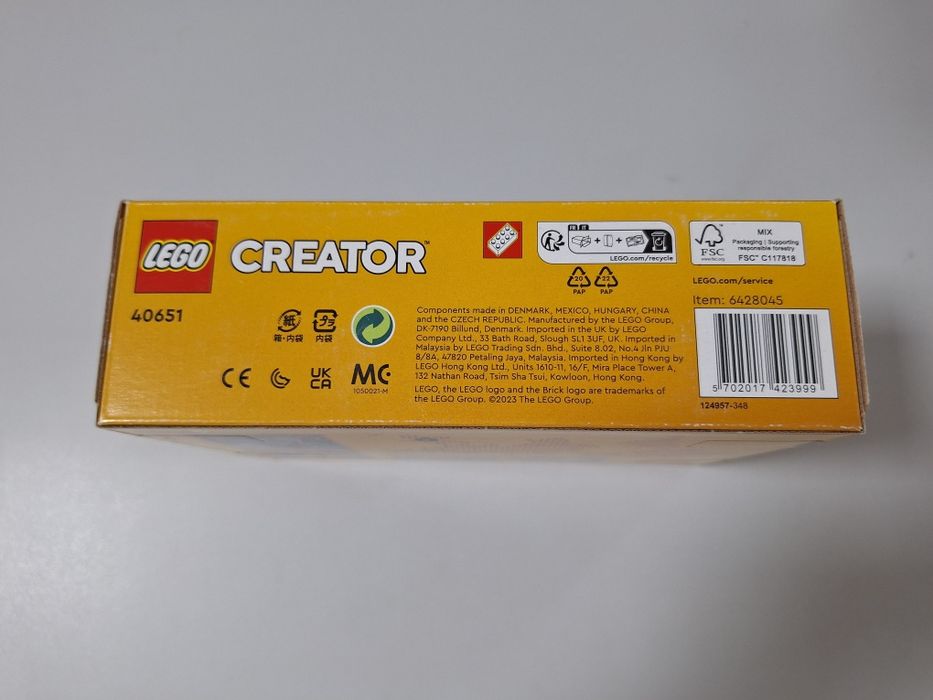 LEGO
CREATOR™
40651
箱・内袋
内袋
CE
UK
CA
MC
1050021-M
Components made in DENMARK, MEXICO, HUNGARY, CHINA
and the CZECH REPUBLIC. Manufactured by the LEGO Group,
DK-7190 Billund, Denmark. Imported in the UK by LEGO
Company Ltd., 33 Bath Road, Slough SL1 3UF, UK. Imported in
Malaysia by LEGO Trading Sdn. Bhd., Suite 8.02, No.4 Jln PJU
8/8A, 47820 Petaling Jaya, Malaysia. Imported in Hong Kong by
LEGO Hong Kong Ltd., Units 1610-11, 16/F, Mira Place Tower A,
132 Nathan Road, Tsim Sha Tsui, Kowloon, Hong Kong.
LEGO, the LEGO logo and the Brick logo are trademarks of
the LEGO Group. ©2023 The LEGO Group.
FR IT
+ +
LEGO.com/recycle
20
PAP
22
PAP
FSC
www.fsc.org
MIX
Packaging | Supporting
responsible forestry
FSC™ C117818
LEGO.com/service
Item: 6428045
5 702017 423999
124957-348